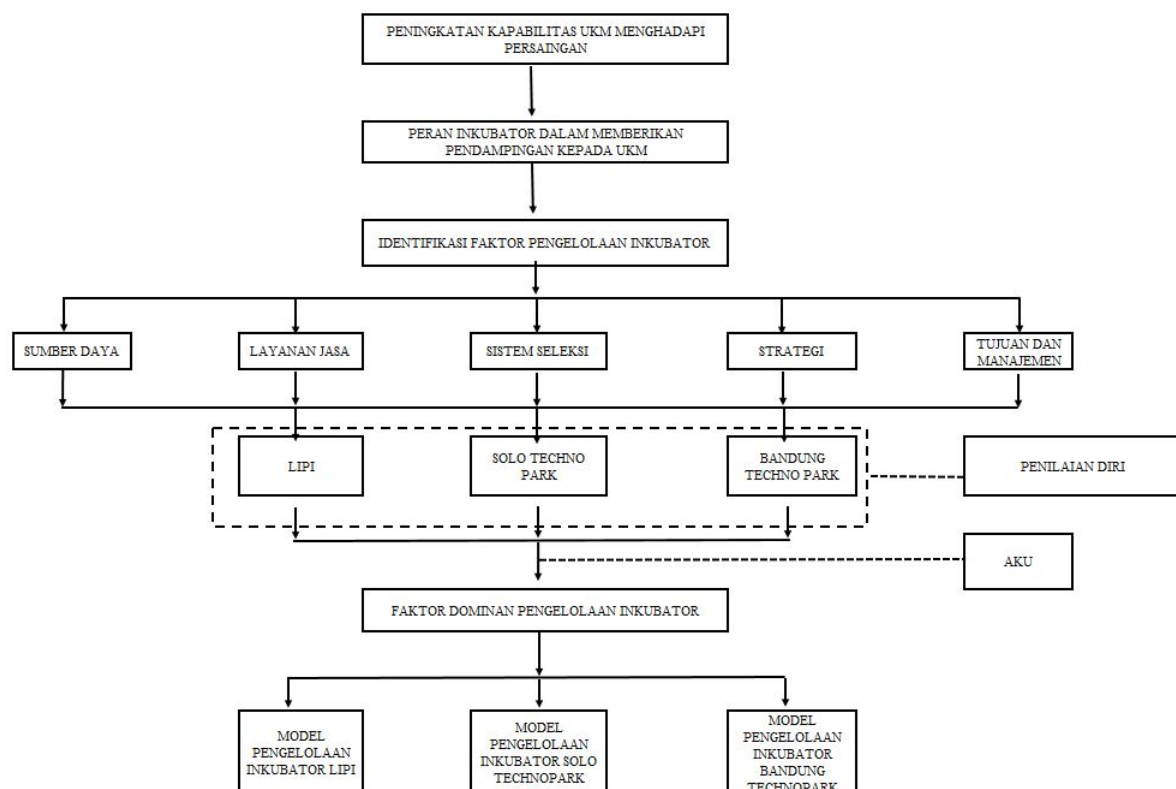 PENINGKATAN KAPABILITAS UKM MENGHADAPI
PERSAINGAN
PERAN INKUBATOR DALAM MEMBERIKAN
PENDAMPINGAN KEPADA UKM
IDENTIFIKASI FAKTOR PENGELOLAAN INKUBATOR
SUMBER DAYA
LAYANAN JASA
SISTEM SELEKSI
STRATEGI
TUJUAN DAN
MANAJEMEN
LIPI
SOLO TECHNO
PARK
BANDUNG
TECHNO PARK
PENILAIAN DIRI
AKU
FAKTOR DOMINAN PENGELOLAAN INKUBATOR
MODEL
PENGELOLAAN
INKUBATOR LIPI
MODEL
PENGELOLAAN
INKUBATOR SOLO
TECHNOPARK
MODEL
PENGELOLAAN
INKUBATOR
BANDUNG
TECHNOPARK